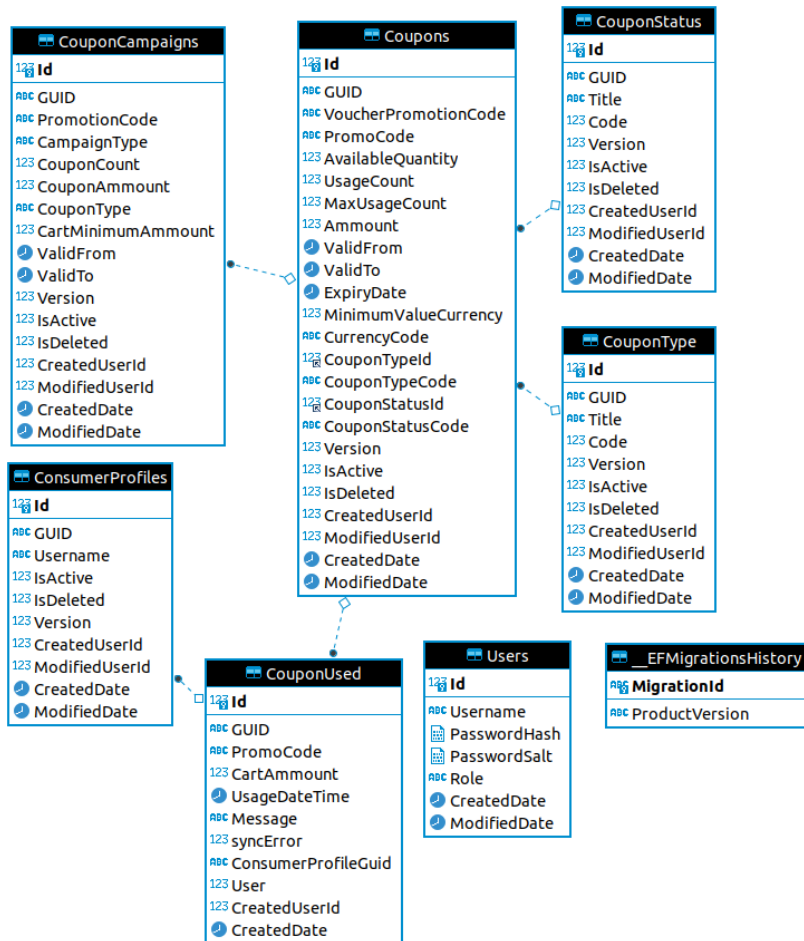 CouponCampaigns
Id
GUID
PromotionCode
CampaignType
CouponCount
CouponAmmount
CouponType
CartMinimumAmmount
ValidFrom
ValidTo
Version
IsActive
IsDeleted
CreatedUserId
ModifiedUserId
CreatedDate
ModifiedDate
Coupons
Id
GUID
VoucherPromotionCode
PromoCode
AvailableQuantity
UsageCount
MaxUsageCount
Ammount
ValidFrom
ValidTo
ExpiryDate
MinimumValueCurrency
CurrencyCode
CouponTypeId
CouponTypeCode
CouponStatusId
CouponStatusCode
Version
IsActive
IsDeleted
CreatedUserId
ModifiedUserId
CreatedDate
ModifiedDate
CouponStatus
Id
GUID
Title
Code
Version
IsActive
IsDeleted
CreatedUserId
ModifiedUserId
CreatedDate
ModifiedDate
CouponType
Id
GUID
Title
Code
Version
IsActive
IsDeleted
CreatedUserId
ModifiedUserId
CreatedDate
ModifiedDate
ConsumerProfiles
Id
GUID
Username
IsActive
IsDeleted
Version
CreatedUserId
ModifiedUserId
CreatedDate
ModifiedDate
CouponUsed
Id
GUID
PromoCode
CartAmmount
UsageDateTime
Message
syncError
ConsumerProfileGuid
User
CreatedUserId
CreatedDate
Users
Id
Username
PasswordHash
PasswordSalt
Role
CreatedDate
ModifiedDate
__EFMigrationsHistory
MigrationId
ProductVersion